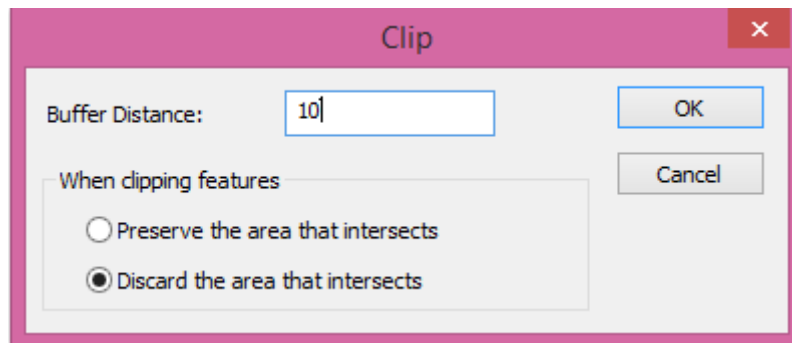 Clip
Buffer Distance: 10 OK
Cancel
When clipping features
Preserve the area that intersects
Discard the area that intersects